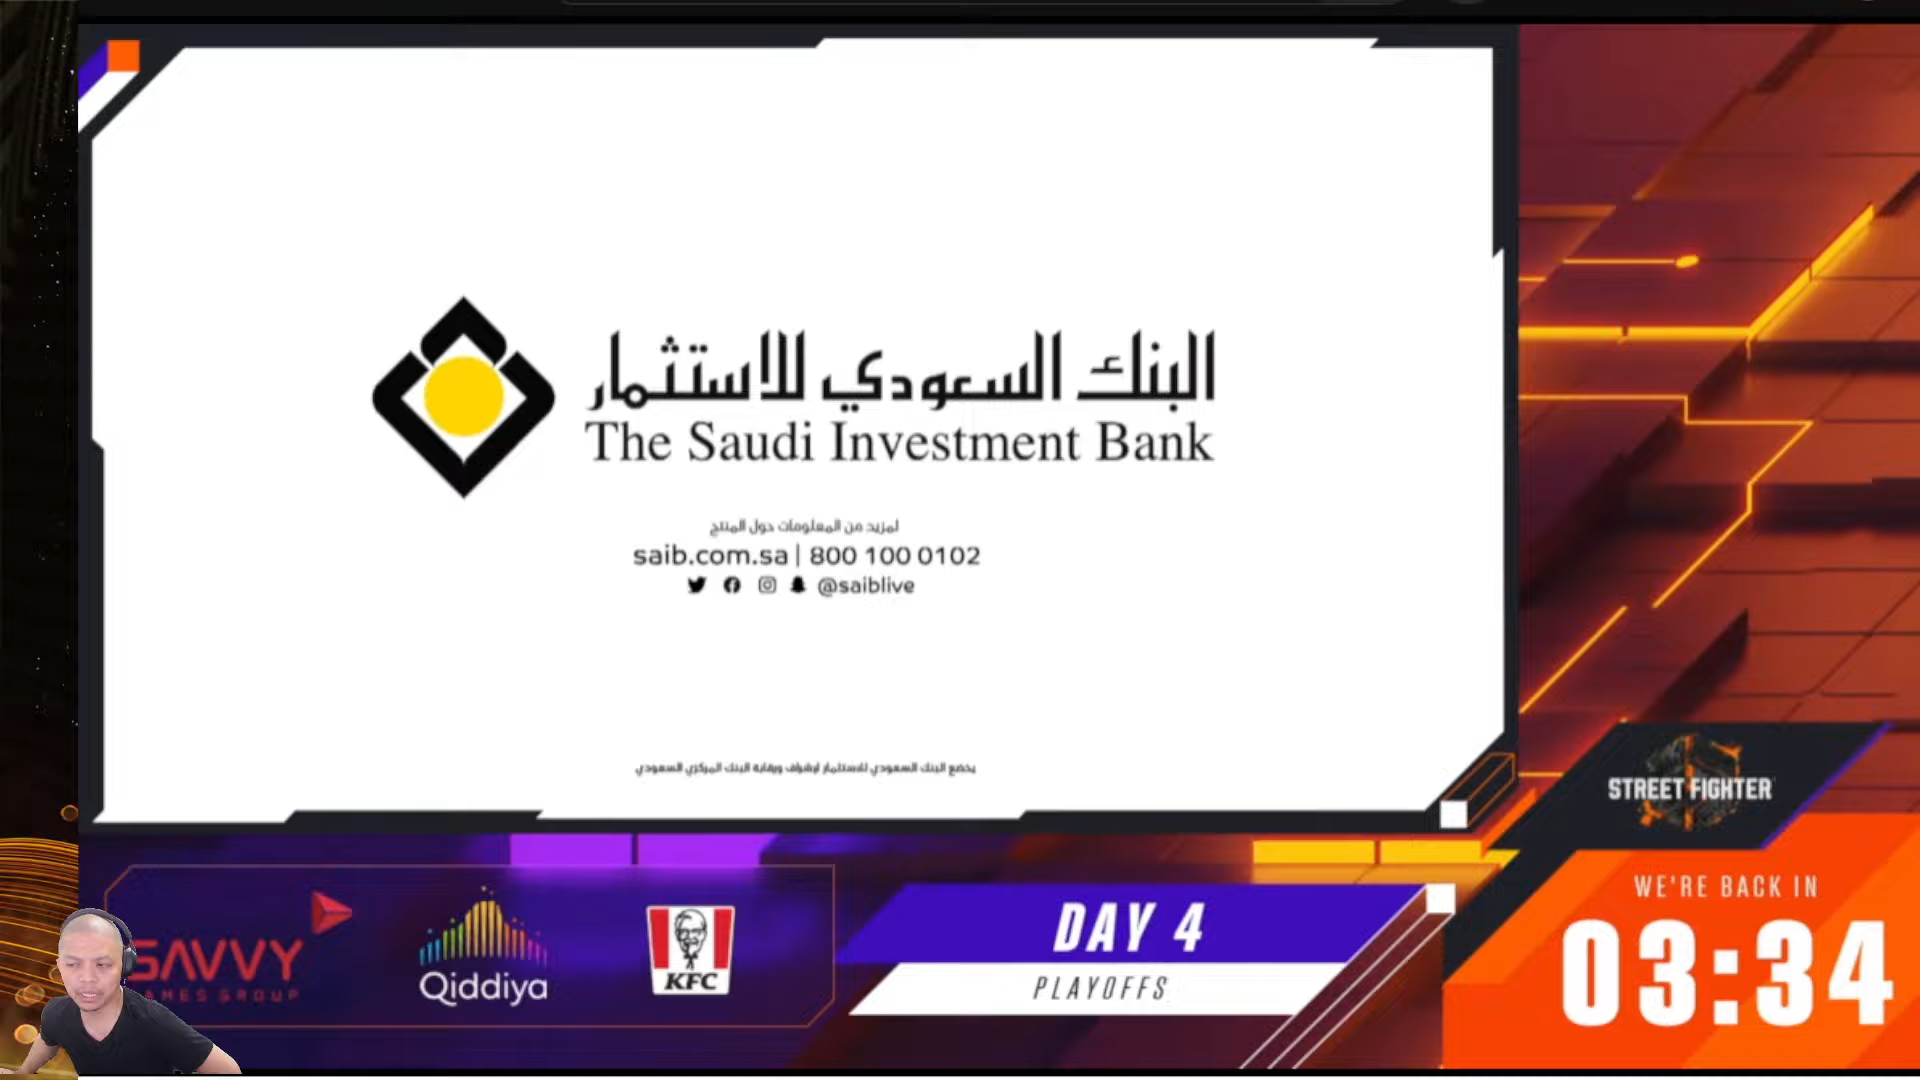 البنك السعودي للاستثمار
The Saudi Investment Bank
لمزيد من المعلومات حول المنتج
saib.com.sa | 800 100 0102
@saiblive
يخضع البنك السعودي للاستثمار لإشراف ورقابة البنك المركزي السعودي
STREET FIGHTER
WE'RE BACK IN
03:34
SAVVY
GAMES GROUP
Qiddiya
KFC
DAY 4
PLAYOFFS